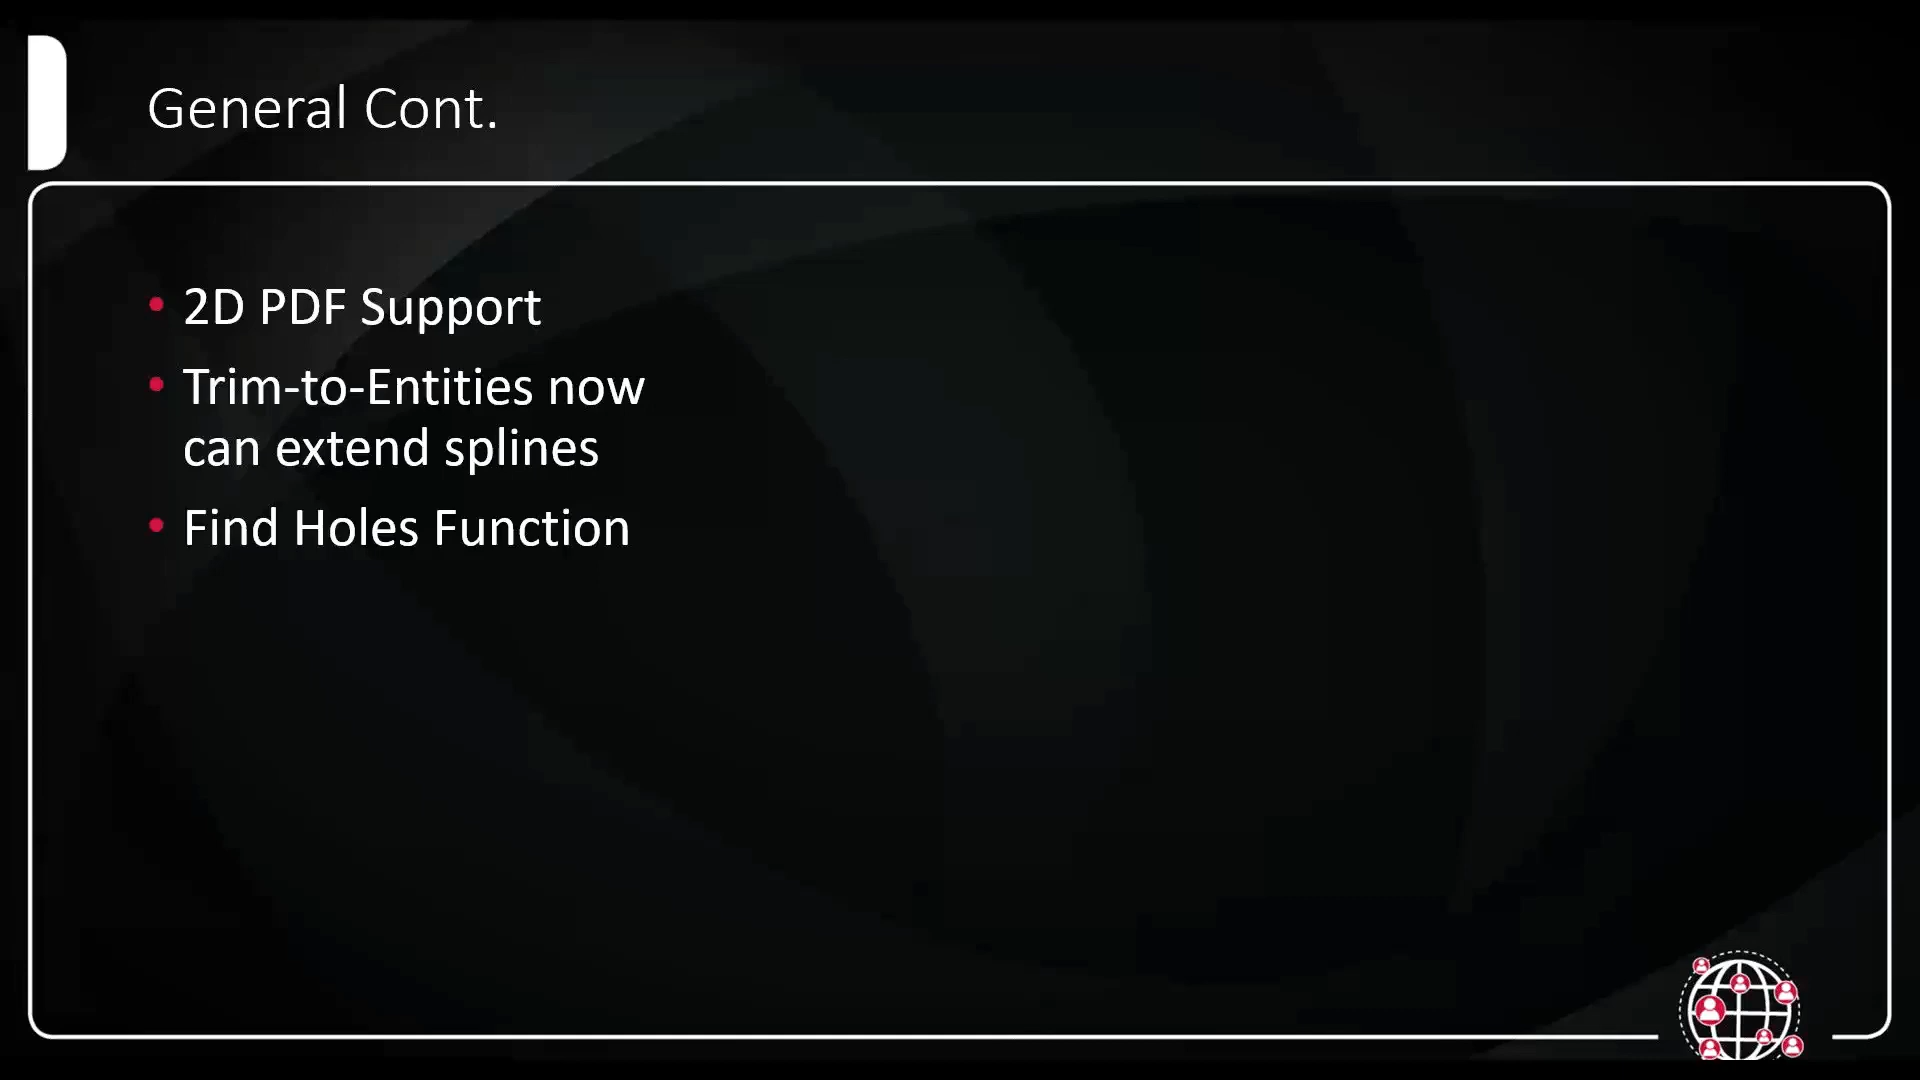 General Cont.
• 2D PDF Support
• Trim-to-Entities now
can extend splines
• Find Holes Function